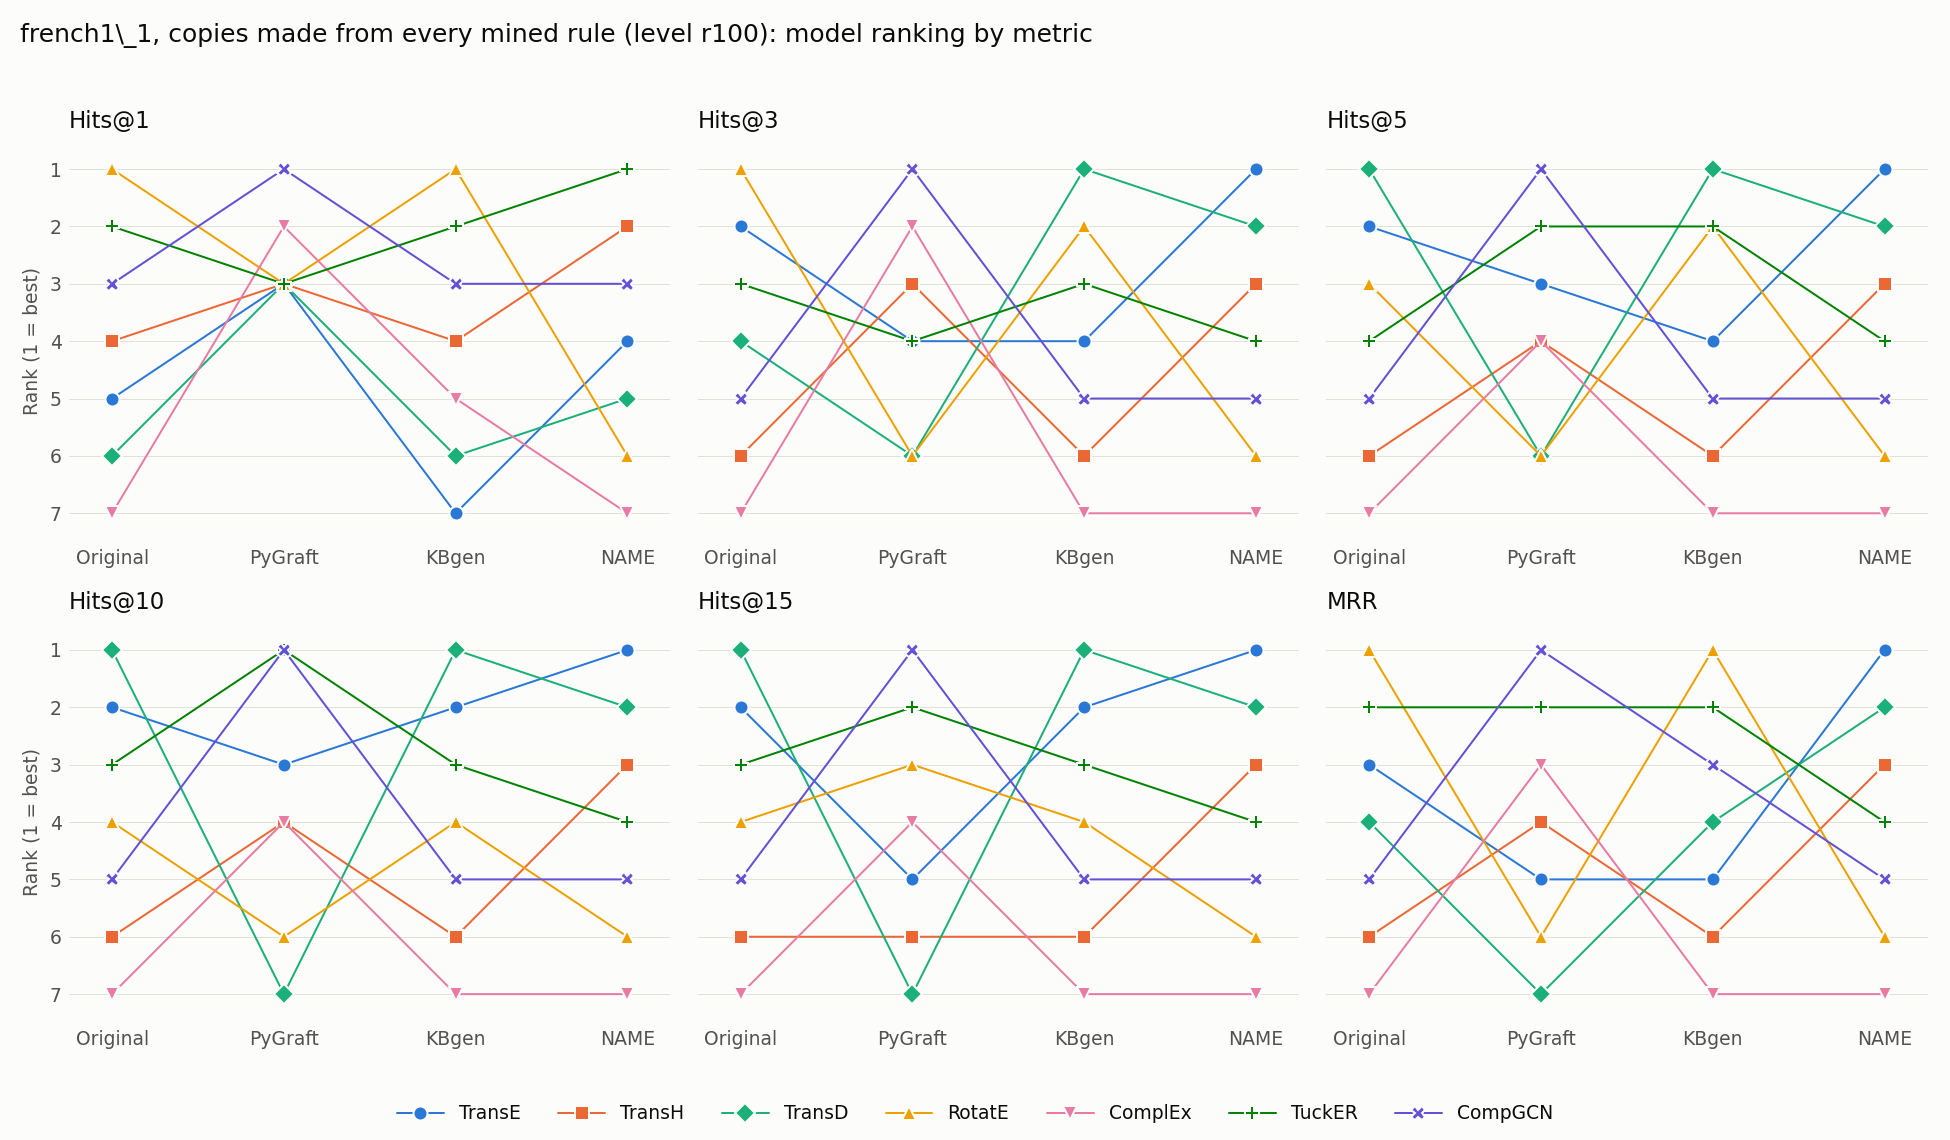 french1\_1, copies made from every mined rule (level r100): model ranking by metric
Hits@1
Hits@3
Hits@5
Rank (1 = best)
1
2
3
4
5
6
7
Original PyGraft KBgen NAME
Original PyGraft KBgen NAME
Original PyGraft KBgen NAME
Hits@10
Hits@15
MRR
Rank (1 = best)
1
2
3
4
5
6
7
Original PyGraft KBgen NAME
Original PyGraft KBgen NAME
Original PyGraft KBgen NAME
TransE TransH TransD RotatE ComplEx TuckER CompGCN